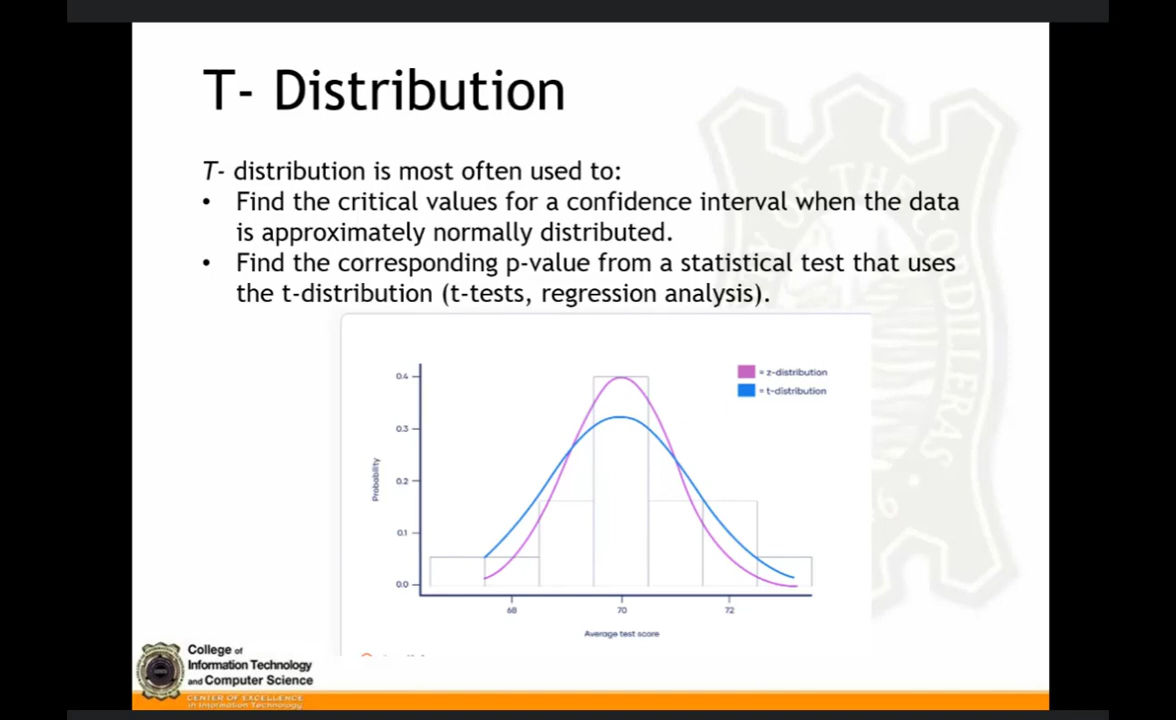 T- Distribution
T- distribution is most often used to:
• Find the critical values for a confidence interval when the data
is approximately normally distributed.
• Find the corresponding p-value from a statistical test that uses
the t-distribution (t-tests, regression analysis).
= z-distribution
= t-distribution
0.4
0.3
0.2
0.1
0.0
Probability
68 70 72
Average test score
OF THE CORDILLERAS
College of
Information Technology
and Computer Science
CENTER OF EXCELLENCE
in Information Technology